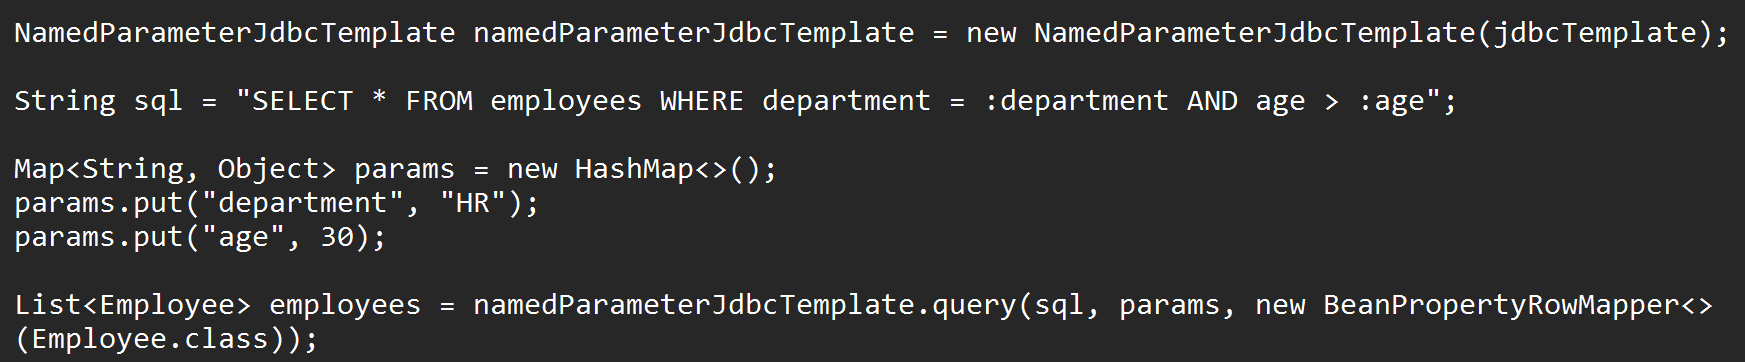 NamedParameterJdbcTemplate namedParameterJdbcTemplate = new NamedParameterJdbcTemplate(jdbcTemplate);
String sql = "SELECT * FROM employees WHERE department = :department AND age > :age";
Map<String, Object> params = new HashMap<>();
params.put("department", "HR");
params.put("age", 30);
List<Employee> employees = namedParameterJdbcTemplate.query(sql, params, new BeanPropertyRowMapper<>
(Employee.class));